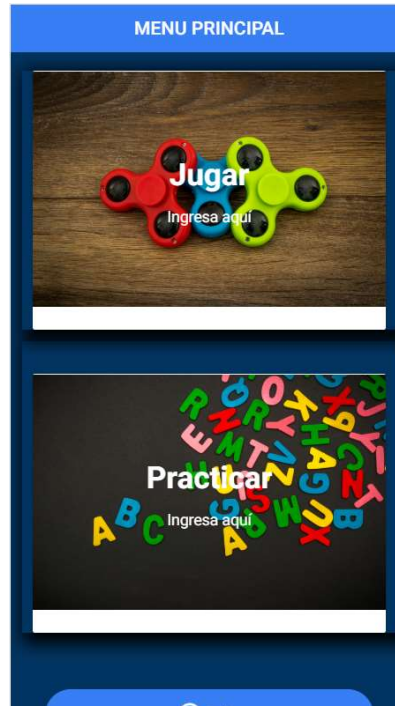 MENU PRINCIPAL
Jugar
Ingresa aquí
Practicar
Ingresa aquí
A B C